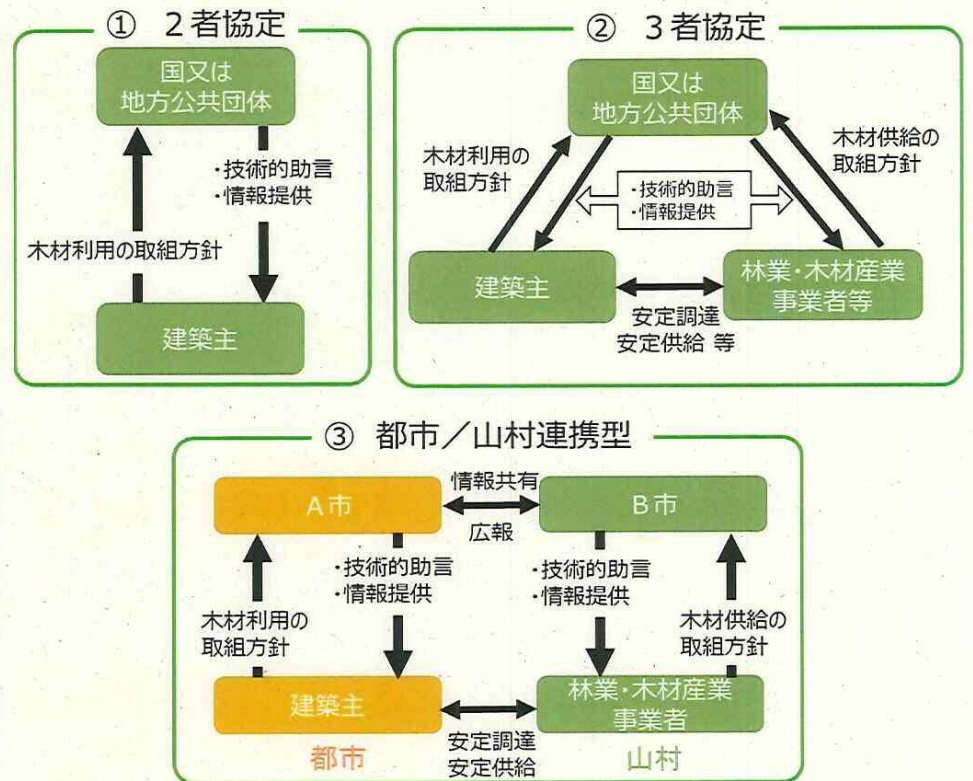 ① 2者協定
国又は
地方公共団体
・技術的助言
・情報提供
木材利用の取組方針
建築主
② 3者協定
国又は
地方公共団体
木材利用の
取組方針
木材供給の
取組方針
・技術的助言
・情報提供
建築主
林業・木材産業
事業者等
安定調達
安定供給 等
③ 都市／山村連携型
A市
情報共有
広報
B市
・技術的助言
・情報提供
・技術的助言
・情報提供
木材利用の
取組方針
木材供給の
取組方針
建築主
林業・木材産業
事業者
安定調達
安定供給
都市
山村